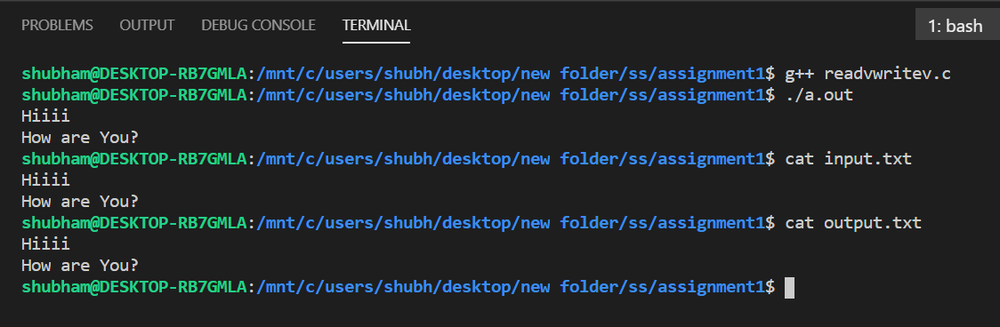 PROBLEMS OUTPUT DEBUG CONSOLE TERMINAL 1: bash
shubham@DESKTOP-RB7GMLA:/mnt/c/users/shubh/desktop/new folder/ss/assignment1$ g++ readvwritev.c
shubham@DESKTOP-RB7GMLA:/mnt/c/users/shubh/desktop/new folder/ss/assignment1$ ./a.out
Hiiii
How are You?
shubham@DESKTOP-RB7GMLA:/mnt/c/users/shubh/desktop/new folder/ss/assignment1$ cat input.txt
Hiiii
How are You?
shubham@DESKTOP-RB7GMLA:/mnt/c/users/shubh/desktop/new folder/ss/assignment1$ cat output.txt
Hiiii
How are You?
shubham@DESKTOP-RB7GMLA:/mnt/c/users/shubh/desktop/new folder/ss/assignment1$